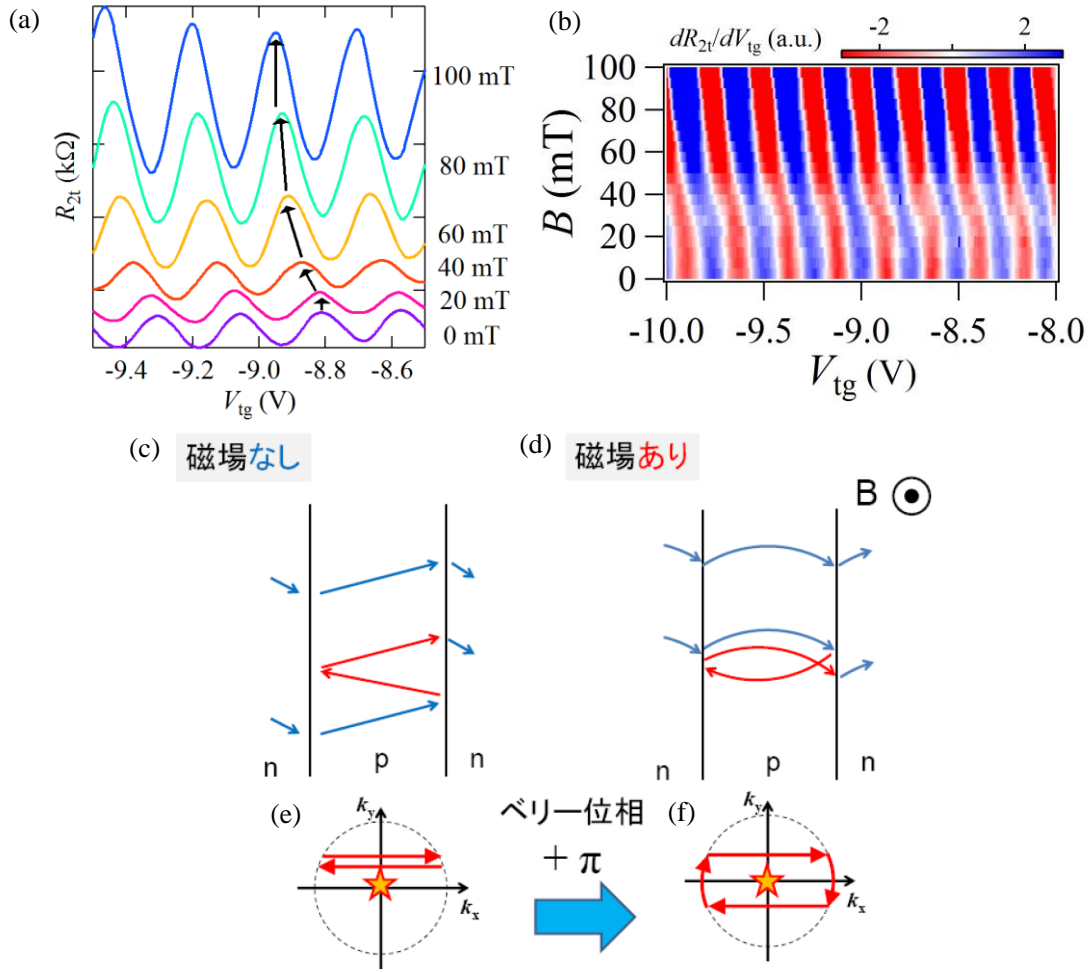 (a)
R2t (kΩ)
100 mT
80 mT
60 mT
40 mT
20 mT
0 mT
-9.4 -9.2 -9.0 -8.8 -8.6
Vtg (V)
(b)
dR2t/dVtg (a.u.)
-2 2
B (mT)
100
80
60
40
20
0
-10.0 -9.5 -9.0 -8.5 -8.0
Vtg (V)
(c) 磁場なし
n p n
(d) 磁場あり
B
n p n
(e)
ky
kx
ベリー位相
+ π
(f)
ky
kx